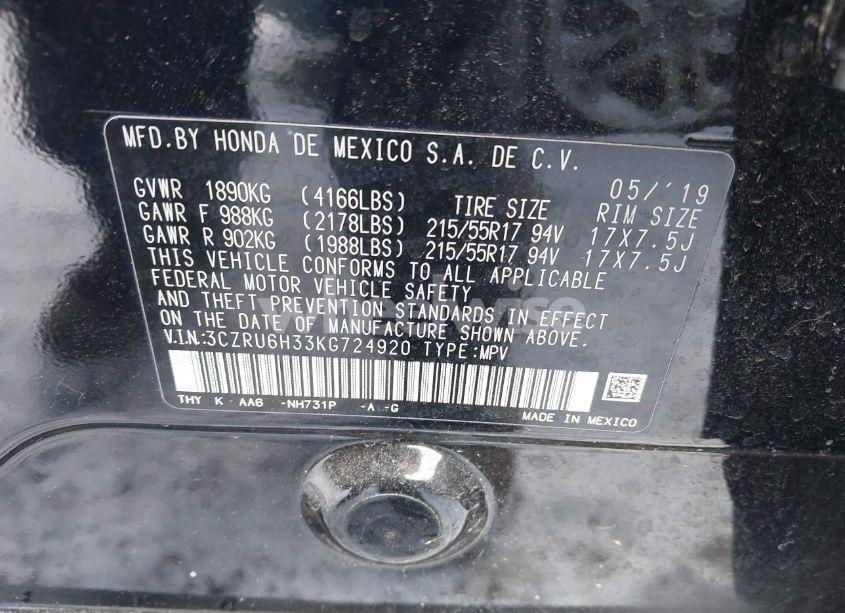 MFD.BY HONDA DE MEXICO S.A. DE C.V.
05/'19
GVWR 1890KG (4166LBS) TIRE SIZE RIM SIZE
GAWR F 988KG (2178LBS) 215/55R17 94V 17X7.5J
GAWR R 902KG (1988LBS) 215/55R17 94V 17X7.5J
THIS VEHICLE CONFORMS TO ALL APPLICABLE
FEDERAL MOTOR VEHICLE SAFETY
AND THEFT PREVENTION STANDARDS IN EFFECT
ON THE DATE OF MANUFACTURE SHOWN ABOVE.
V.I.N:3CZRU6H33KG724920 TYPE:MPV
THY K AA6 -NH731P -A -G
MADE IN MEXICO